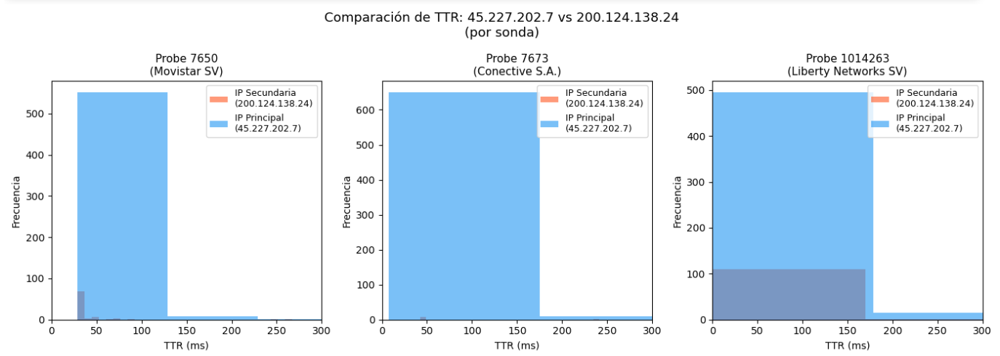 Comparación de TTR: 45.227.202.7 vs 200.124.138.24
(por sonda)
Probe 7650
(Movistar SV)
IP Secundaria
(200.124.138.24)
IP Principal
(45.227.202.7)
Frecuencia
500
400
300
200
100
0
0 50 100 150 200 250 300
TTR (ms)
Probe 7673
(Conective S.A.)
IP Secundaria
(200.124.138.24)
IP Principal
(45.227.202.7)
Frecuencia
600
500
400
300
200
100
0
0 50 100 150 200 250 300
TTR (ms)
Probe 1014263
(Liberty Networks SV)
IP Secundaria
(200.124.138.24)
IP Principal
(45.227.202.7)
Frecuencia
500
400
300
200
100
0
0 50 100 150 200 250 300
TTR (ms)